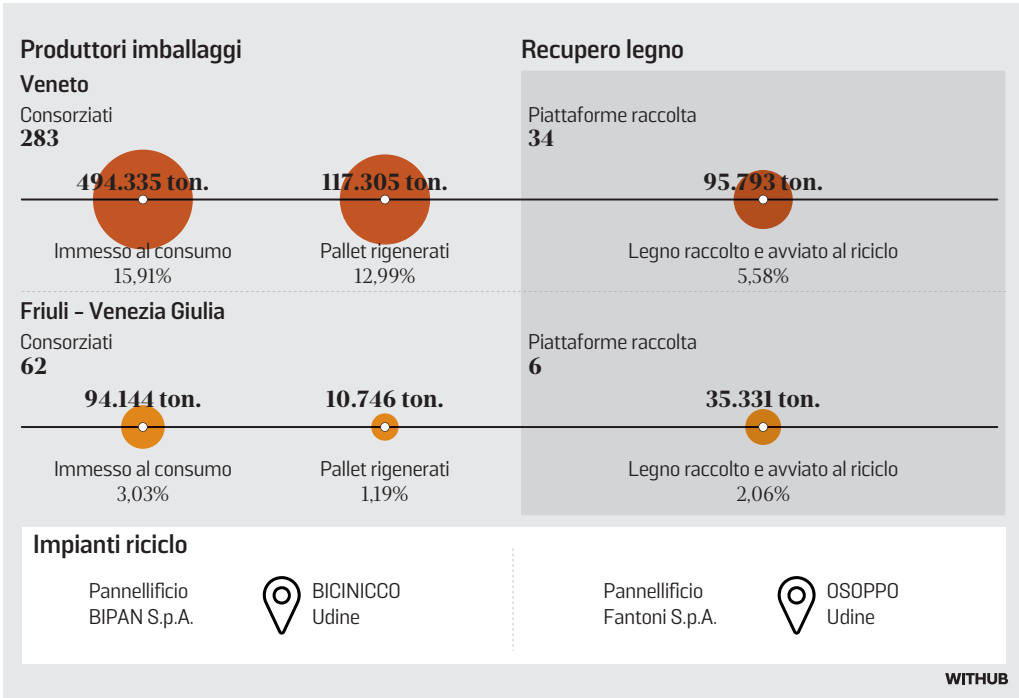 Produttori imballaggi
Recupero legno
Veneto
Consorziati
283
Piattaforme raccolta
34
494.335 ton.
117.305 ton.
95.793 ton.
Immesso al consumo
15,91%
Pallet rigenerati
12,99%
Legno raccolto e avviato al riciclo
5,58%
Friuli - Venezia Giulia
Consorziati
62
Piattaforme raccolta
6
94.144 ton.
10.746 ton.
35.331 ton.
Immesso al consumo
3,03%
Pallet rigenerati
1,19%
Legno raccolto e avviato al riciclo
2,06%
Impianti riciclo
Pannellificio
BIPAN S.p.A.
BICINICCO
Udine
Pannellificio
Fantoni S.p.A.
OSOPPO
Udine
WITHUB